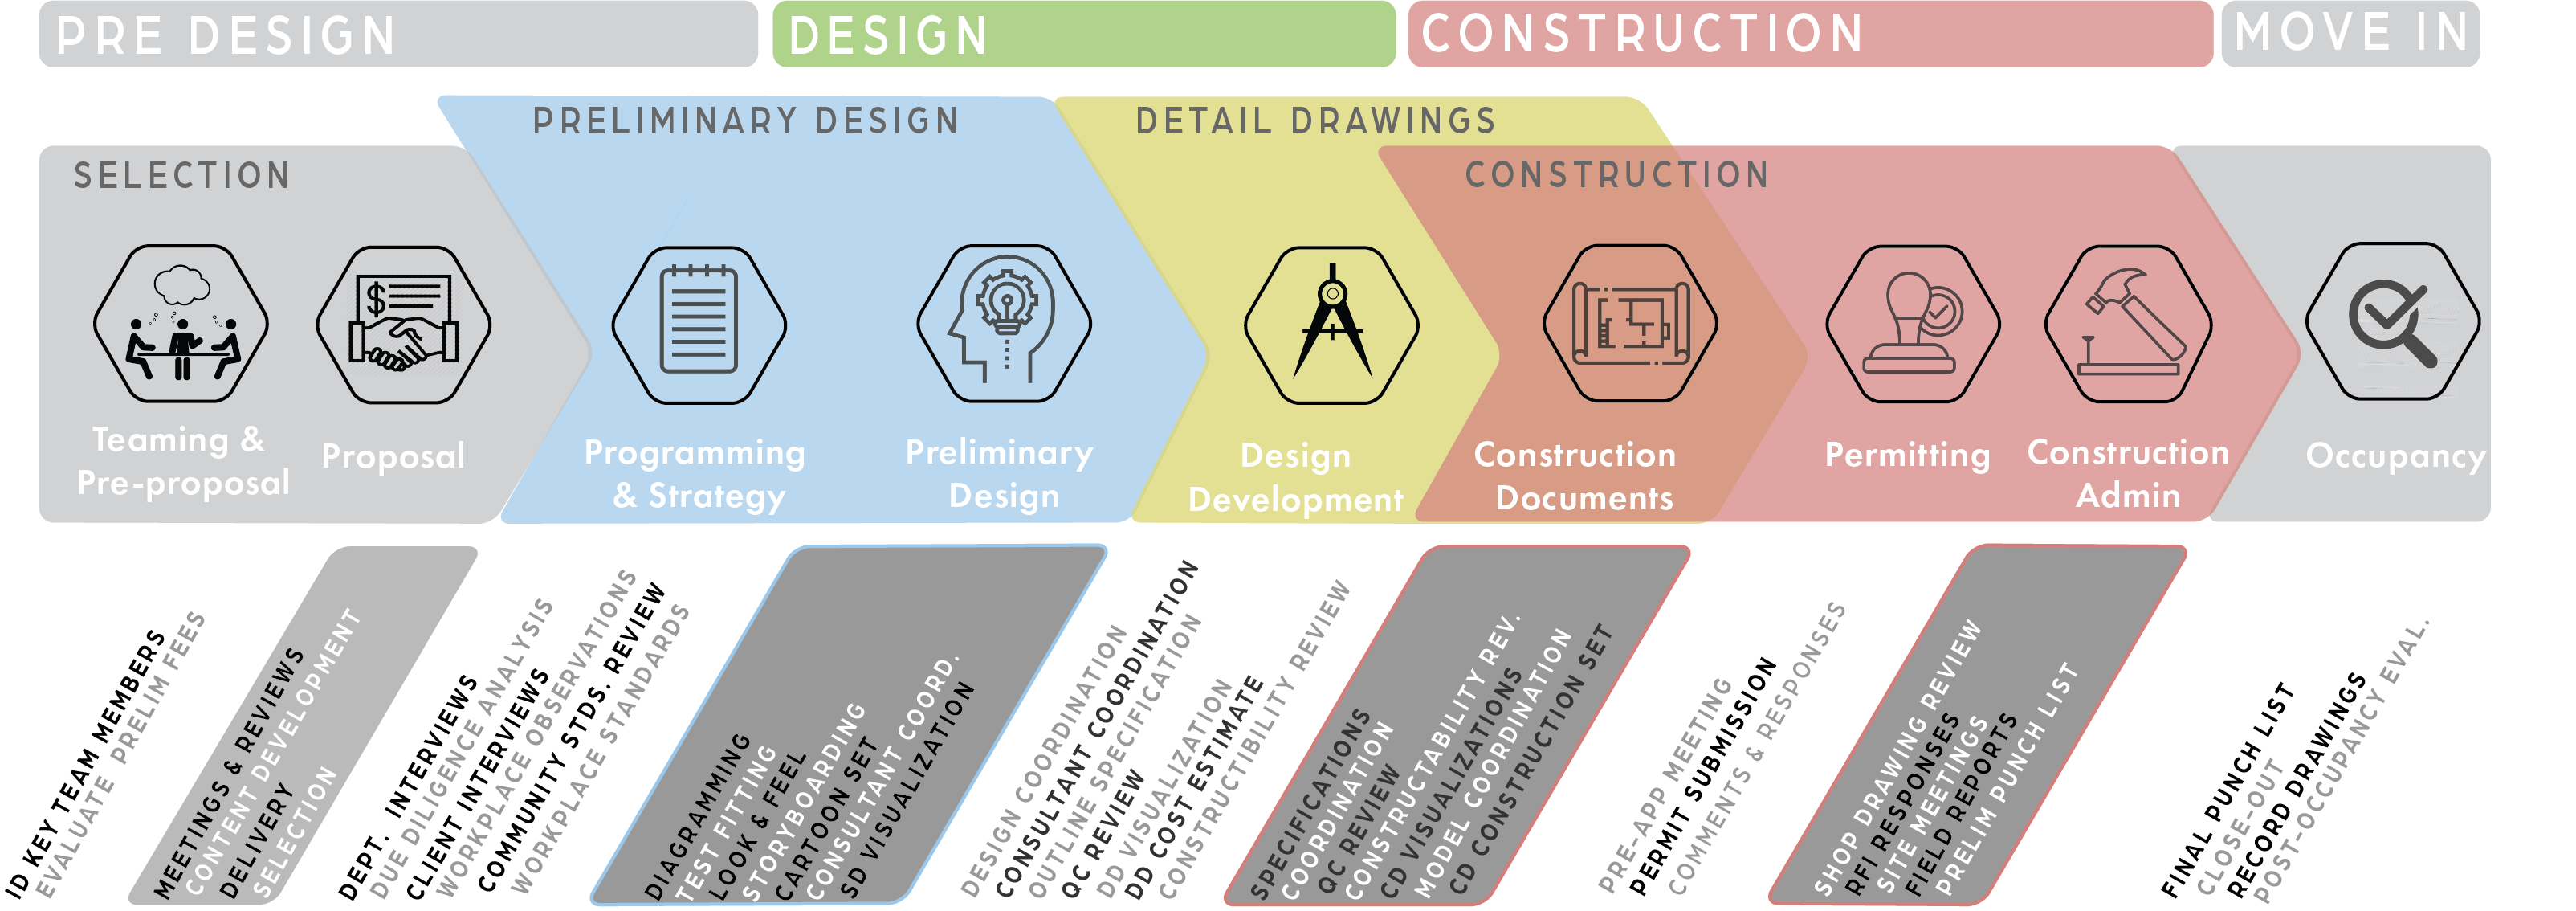 PRE DESIGN
DESIGN
CONSTRUCTION
MOVE IN
PRELIMINARY DESIGN
DETAIL DRAWINGS
SELECTION
CONSTRUCTION
$
Teaming &
Pre-proposal
Proposal
Programming
& Strategy
Preliminary
Design
Design
Development
Construction
Documents
Permitting
Construction
Admin
Occupancy
ID KEY TEAM MEMBERS
EVALUATE PRELIM FEES
MEETINGS & REVIEWS
CONTENT DEVELOPMENT
DELIVERY
SELECTION
DEPT. INTERVIEWS
DUE DILIGENCE ANALYSIS
CLIENT INTERVIEWS
WORKPLACE OBSERVATIONS
COMMUNITY STDS. REVIEW
WORKPLACE STANDARDS
DIAGRAMMING
TEST FITTING
LOOK & FEEL
STORYBOARDING
CARTOON SET
CONSULTANT COORD.
SD VISUALIZATION
DESIGN COORDINATION
CONSULTANT COORDINATION
OUTLINE SPECIFICATION
QC REVIEW
DD VISUALIZATION
DD COST ESTIMATE
CONSTRUCTIBILITY REVIEW
SPECIFICATIONS
COORDINATION
QC REVIEW
CONSTRUCTABILITY REV.
CD VISUALIZATIONS
MODEL COORDINATION
CD CONSTRUCTION SET
PRE-APP MEETING
PERMIT SUBMISSION
COMMENTS & RESPONSES
SHOP DRAWING REVIEW
RFI RESPONSES
SITE MEETINGS
FIELD REPORTS
PRELIM PUNCH LIST
FINAL PUNCH LIST
CLOSE-OUT
RECORD DRAWINGS
POST-OCCUPANCY EVAL.